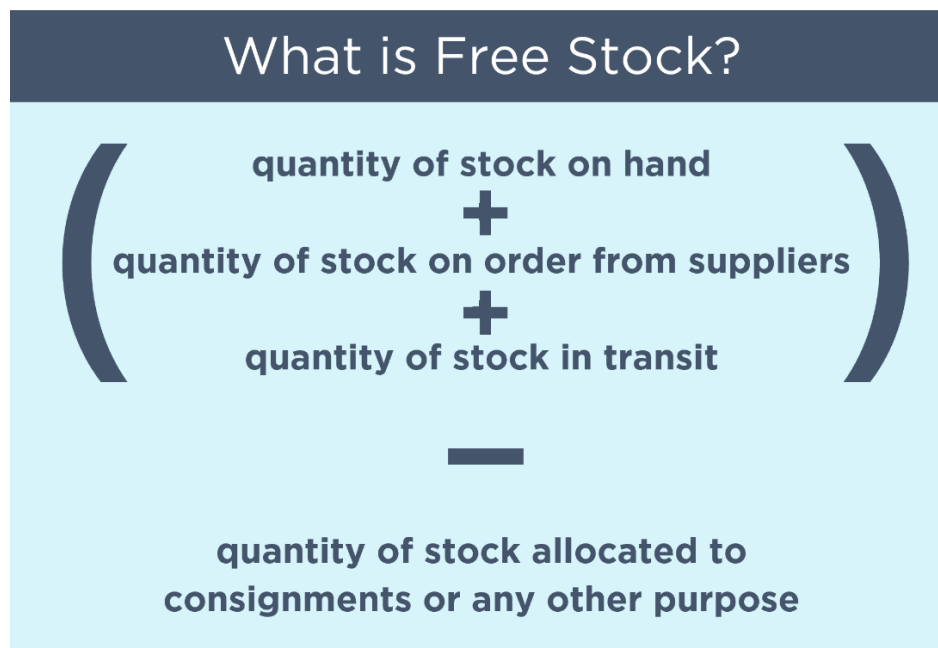 What is Free Stock?
(
quantity of stock on hand
+
quantity of stock on order from suppliers
+
quantity of stock in transit
)
−
quantity of stock allocated to
consignments or any other purpose